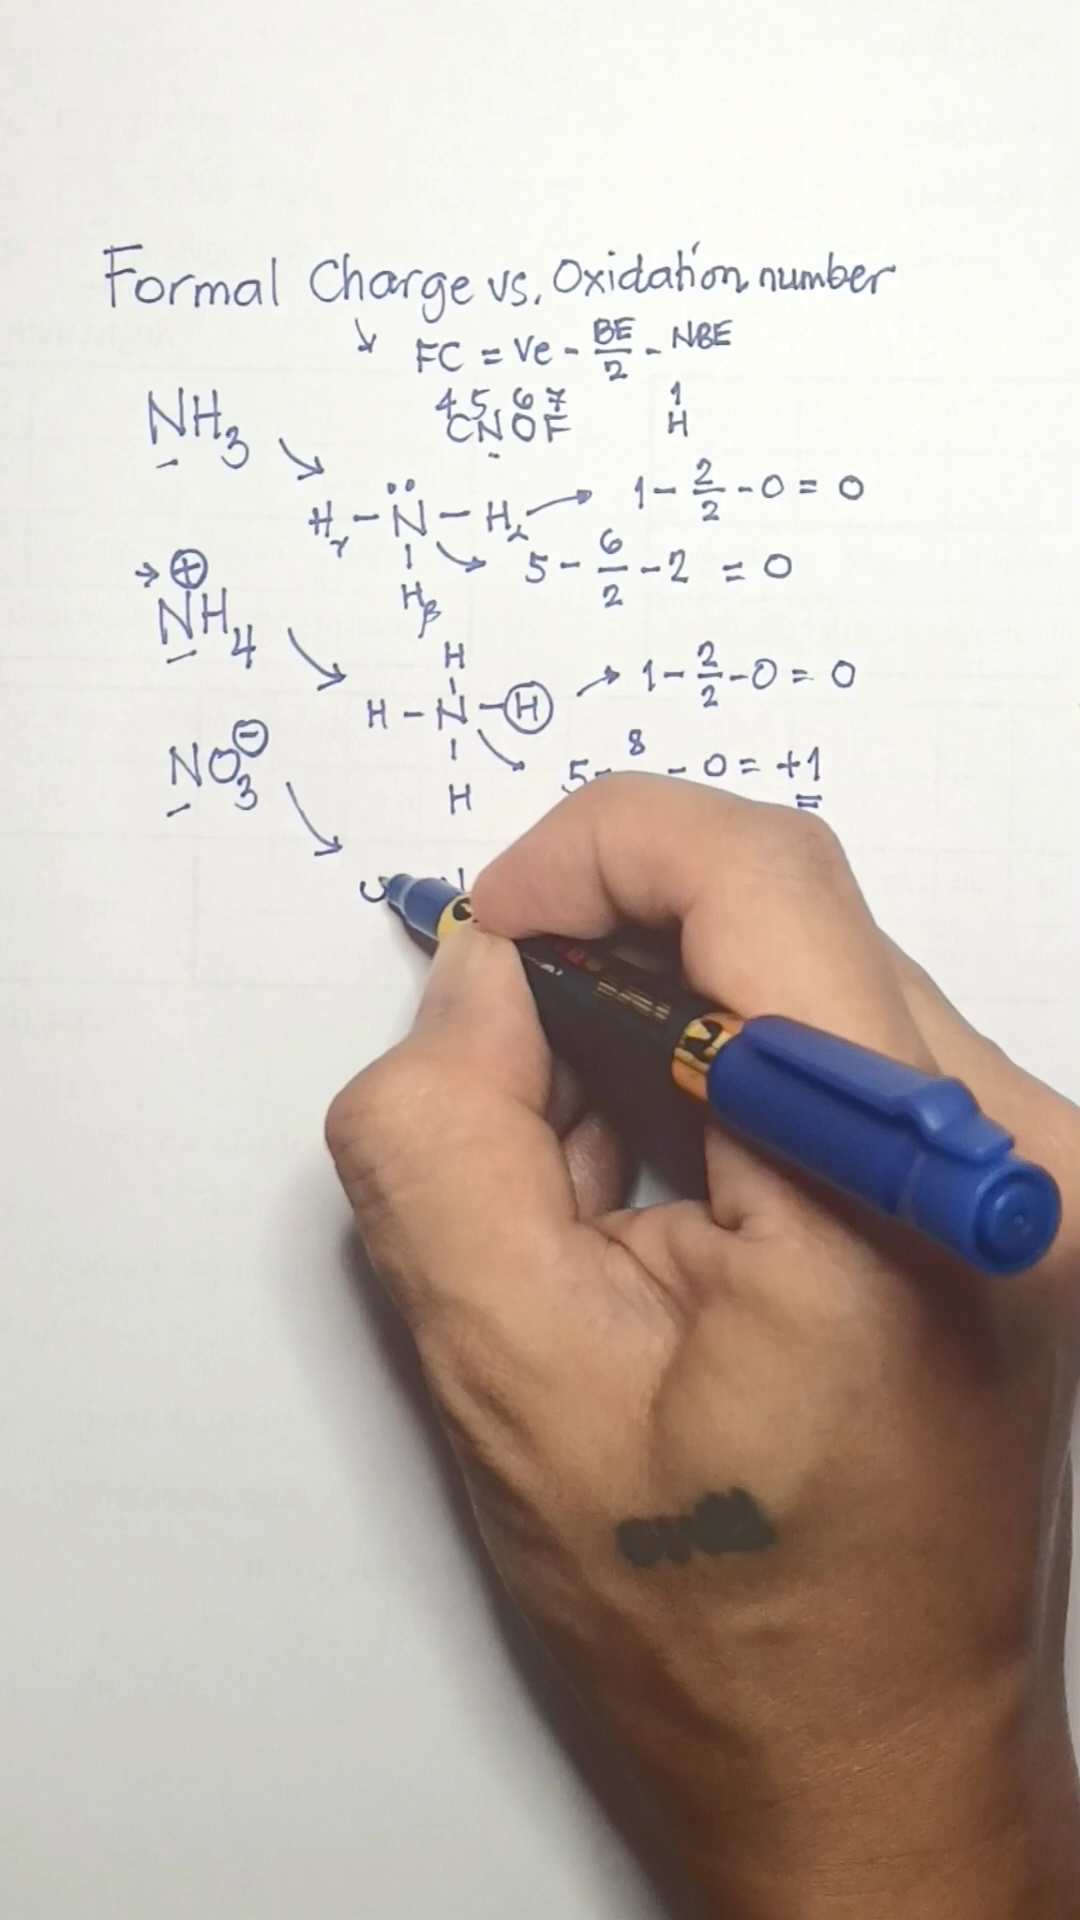 Formal Charge vs. Oxidation number
FC = Ve - BE/2 - NBE
4 5 6 7 1
C N O F H
NH3
H - N - H
H
1 - 2/2 - 0 = 0
5 - 6/2 - 2 = 0
⊕
NH4
H
H - N - H
H
1 - 2/2 - 0 = 0
5 - 8 - 0 = +1
NO3⊖